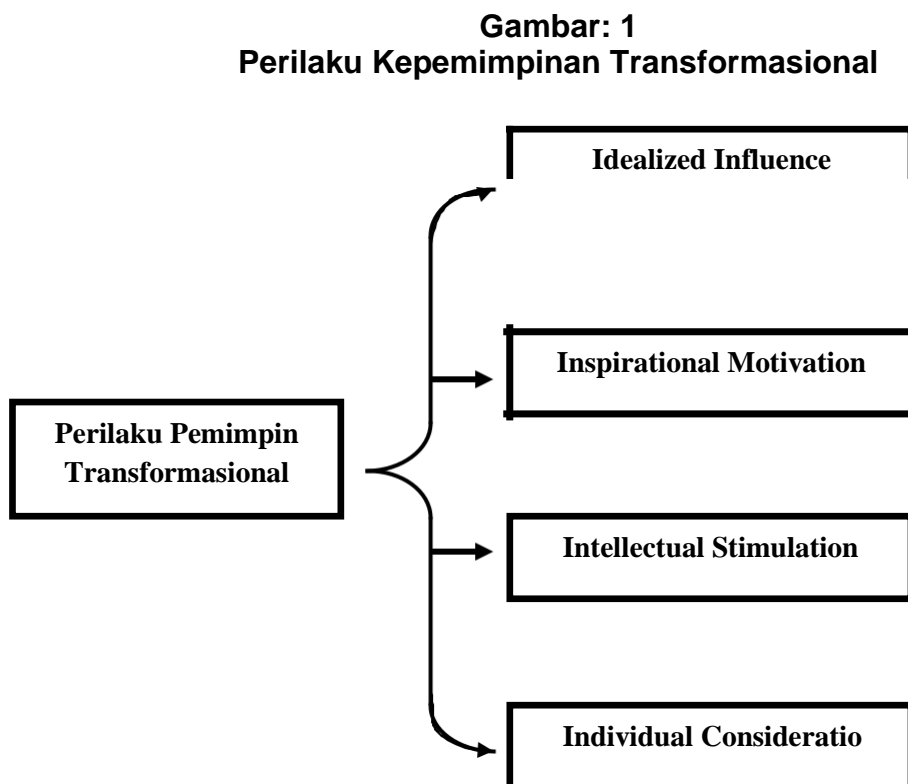 Gambar: 1
Perilaku Kepemimpinan Transformasional
Idealized Influence
Inspirational Motivation
Perilaku Pemimpin
Transformasional
Intellectual Stimulation
Individual Consideratio